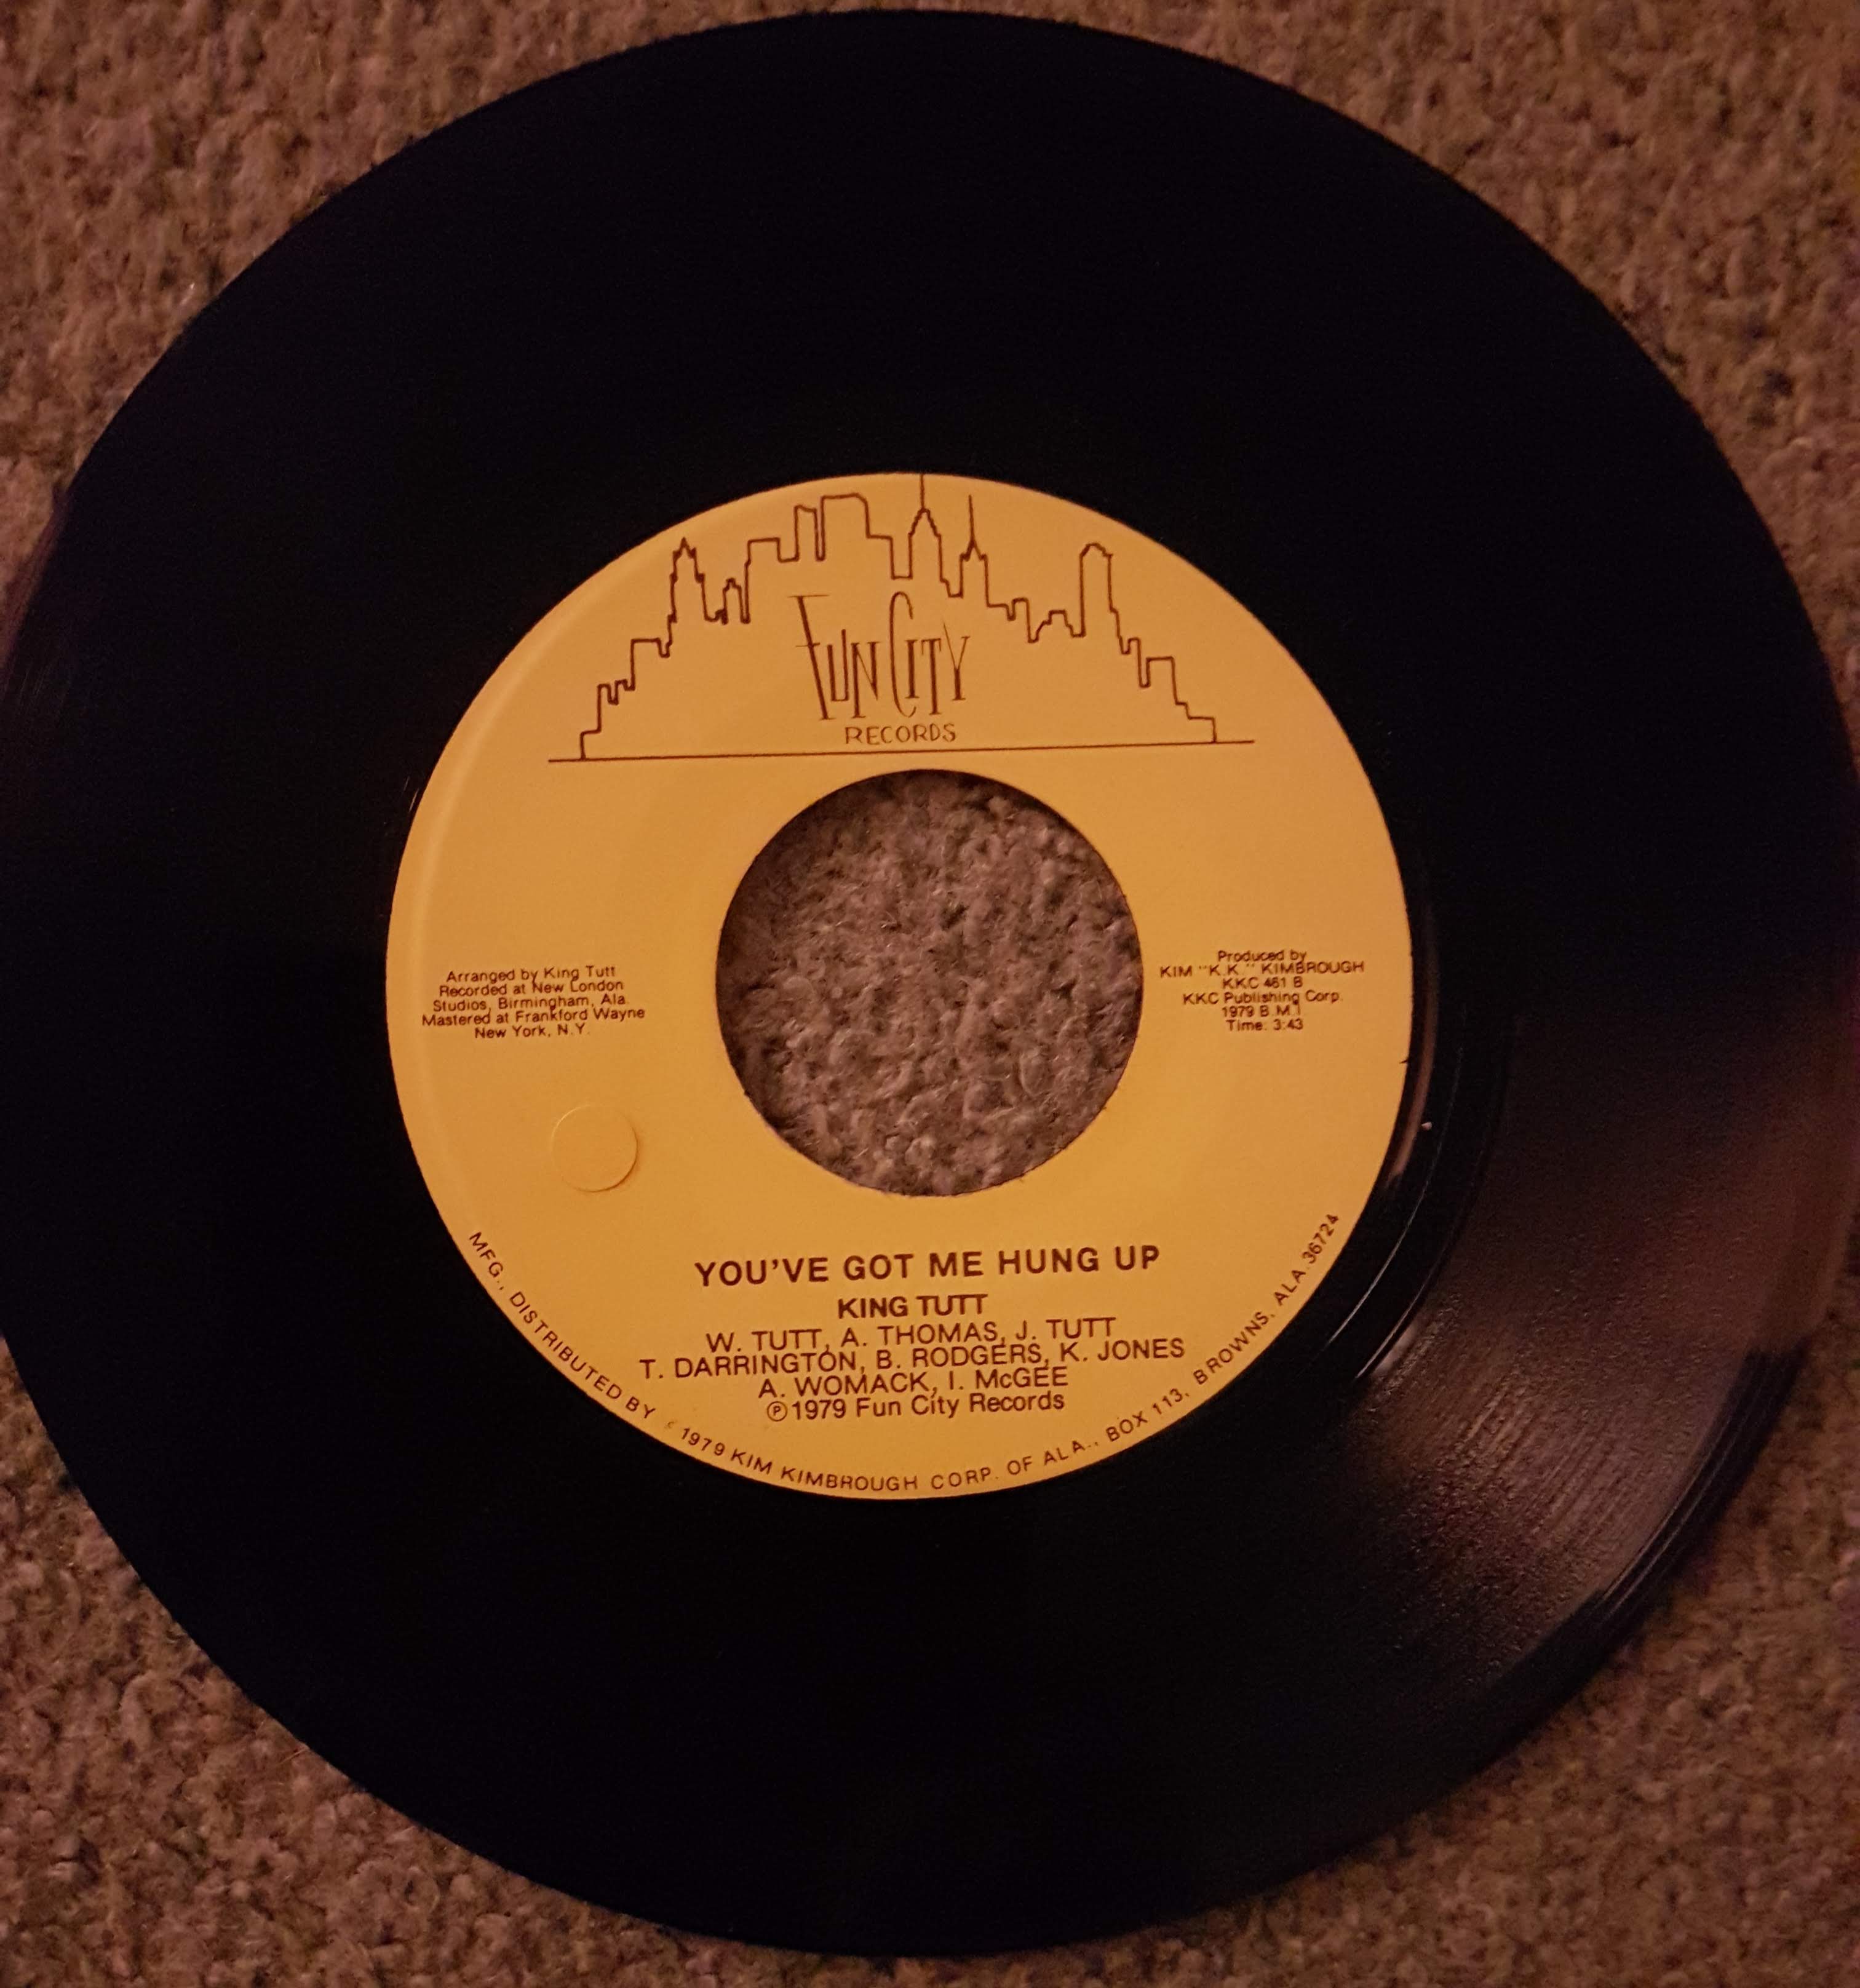 FUN CITY
RECORDS
Arranged by King Tutt
Recorded at New London
Studios, Birmingham, Ala.
Mastered at Frankford Wayne
New York, N.Y.
Produced by
KIM "K.K." KIMBROUGH
KKC 461 B
KKC Publishing Corp.
1979 B.M.I
Time: 3:43
YOU'VE GOT ME HUNG UP
KING TUTT
W. TUTT, A. THOMAS, J. TUTT
T. DARRINGTON, B. RODGERS, K. JONES
A. WOMACK, I. McGEE
℗1979 Fun City Records
MFG., DISTRIBUTED BY 1979 KIM KIMBROUGH CORP. OF ALA., BOX 113, BROWNS, ALA 36724